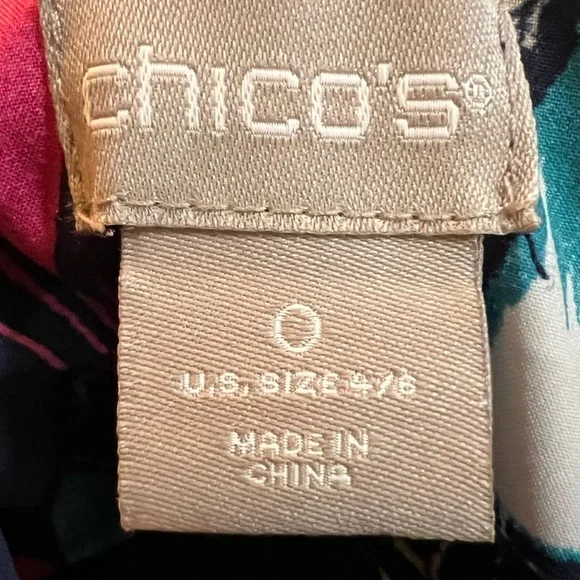 chico's®
0
U.S. SIZE 4/6
MADE IN
CHINA